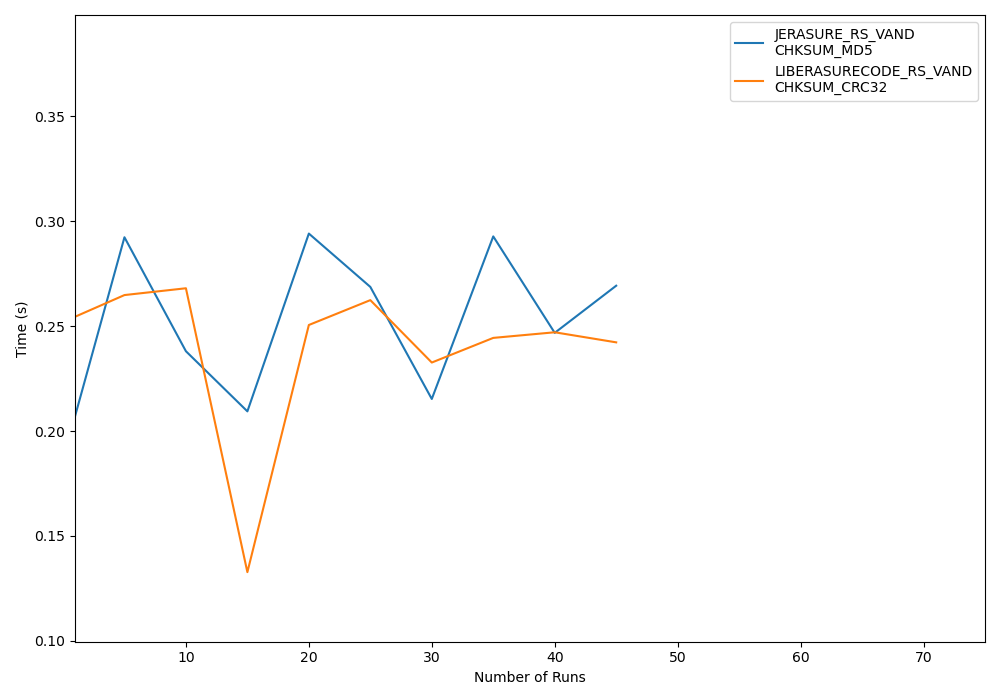 JERASURE_RS_VAND
CHKSUM_MD5
LIBERASURECODE_RS_VAND
CHKSUM_CRC32
0.35
0.30
0.25
0.20
0.15
0.10
Time (s)
10 20 30 40 50 60 70
Number of Runs